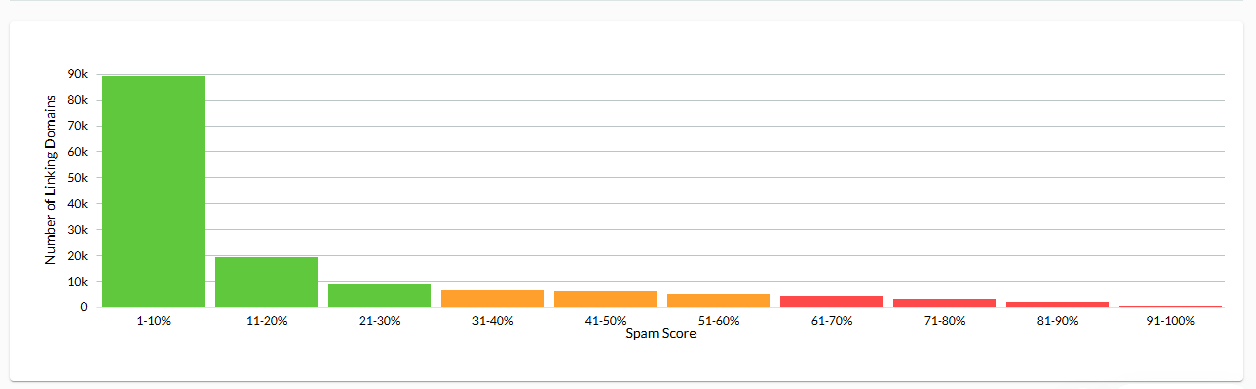 Number of Linking Domains
90k
80k
70k
60k
50k
40k
30k
20k
10k
0
1-10% 11-20% 21-30% 31-40% 41-50% 51-60% 61-70% 71-80% 81-90% 91-100%
Spam Score